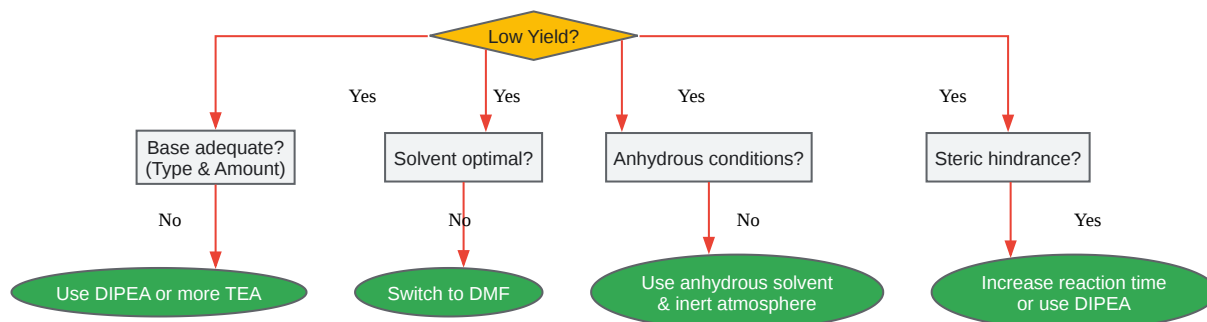 Low Yield?
Yes
Yes
Yes
Yes
Base adequate?
(Type & Amount)
Solvent optimal?
Anhydrous conditions?
Steric hindrance?
No
No
No
Yes
Use DIPEA or more TEA
Switch to DMF
Use anhydrous solvent
& inert atmosphere
Increase reaction time
or use DIPEA